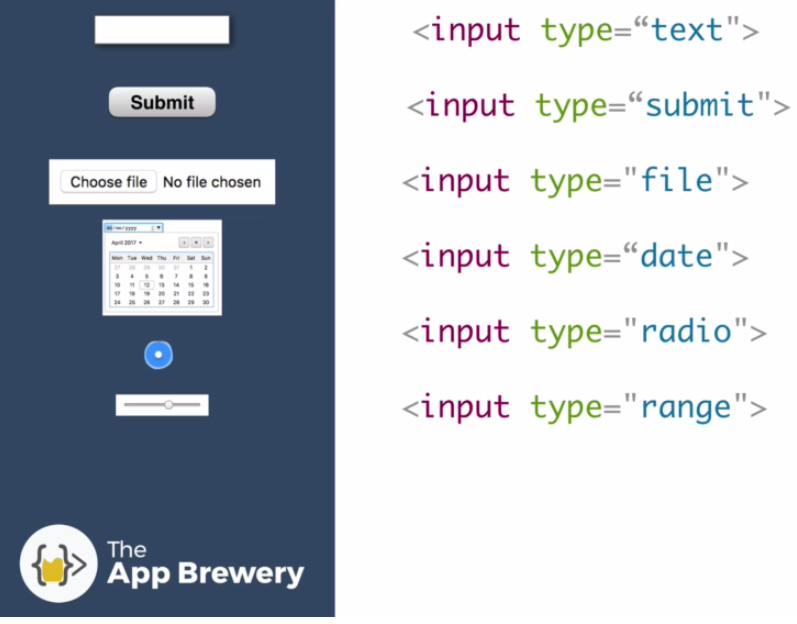 <input type=“text">
Submit
<input type=“submit">
Choose file No file chosen
<input type="file">
dd/mm/yyyy
April 2017
Mon Tue Wed Thu Fri Sat Sun
27 28 29 30 31 1 2
3 4 5 6 7 8 9
10 11 12 13 14 15 16
17 18 19 20 21 22 23
24 25 26 27 28 29 30
<input type=“date">
<input type="radio">
<input type="range">
The
App Brewery